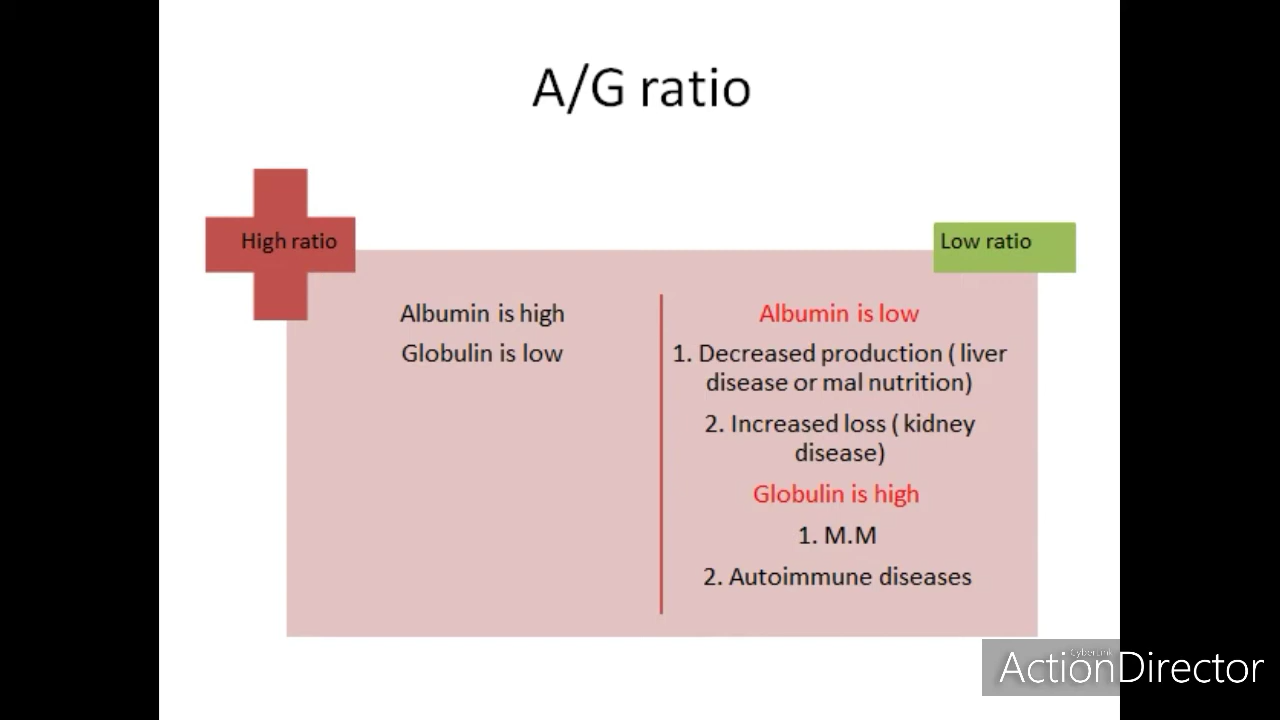 A/G ratio
High ratio
Low ratio
Albumin is high
Globulin is low
Albumin is low
1. Decreased production ( liver
disease or mal nutrition)
2. Increased loss ( kidney
disease)
Globulin is high
1. M.M
2. Autoimmune diseases
CyberLink
ActionDirector